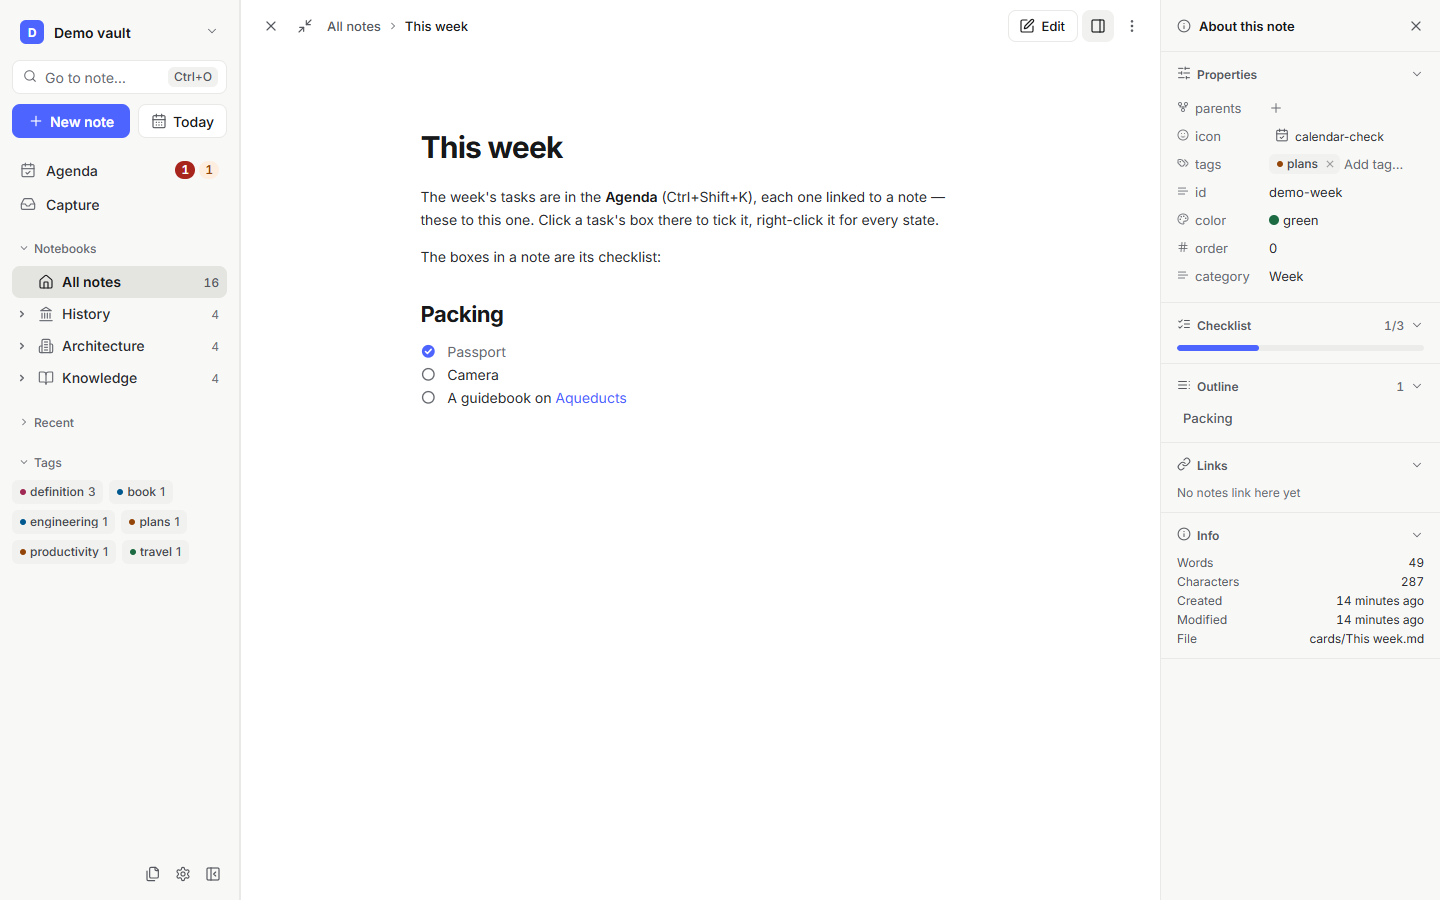 D Demo vault
Go to note... Ctrl+O
New note Today
Agenda 1 1
Capture
Notebooks
All notes 16
History 4
Architecture 4
Knowledge 4
Recent
Tags
definition 3 book 1
engineering 1 plans 1
productivity 1 travel 1
All notes › This week
Edit
This week
The week's tasks are in the Agenda (Ctrl+Shift+K), each one linked to a note —
these to this one. Click a task's box there to tick it, right-click it for every state.
The boxes in a note are its checklist:
Packing
Passport
Camera
A guidebook on Aqueducts
About this note
Properties
parents +
icon calendar-check
tags plans × Add tag...
id demo-week
color green
order 0
category Week
Checklist 1/3
Outline 1
Packing
Links
No notes link here yet
Info
Words 49
Characters 287
Created 14 minutes ago
Modified 14 minutes ago
File cards/This week.md